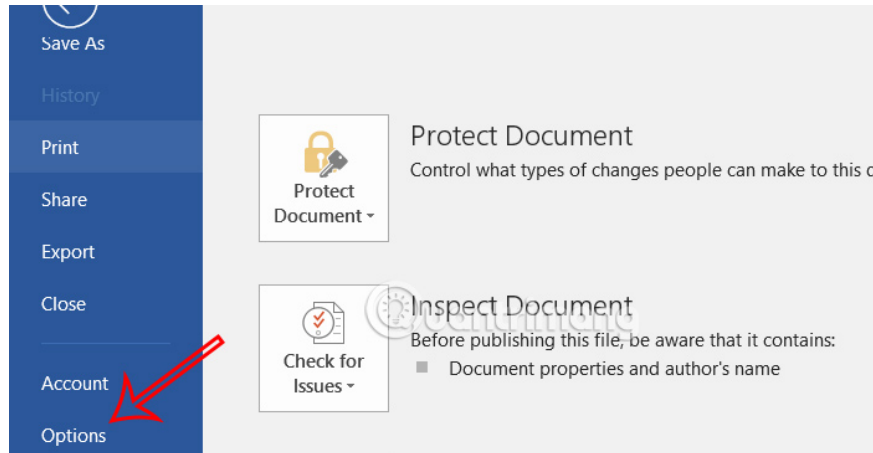 Save As
History
Print
Share
Export
Close
Account
Options
Protect
Document
Protect Document
Control what types of changes people can make to this d
Check for
Issues
Inspect Document
Before publishing this file, be aware that it contains:
Document properties and author's name